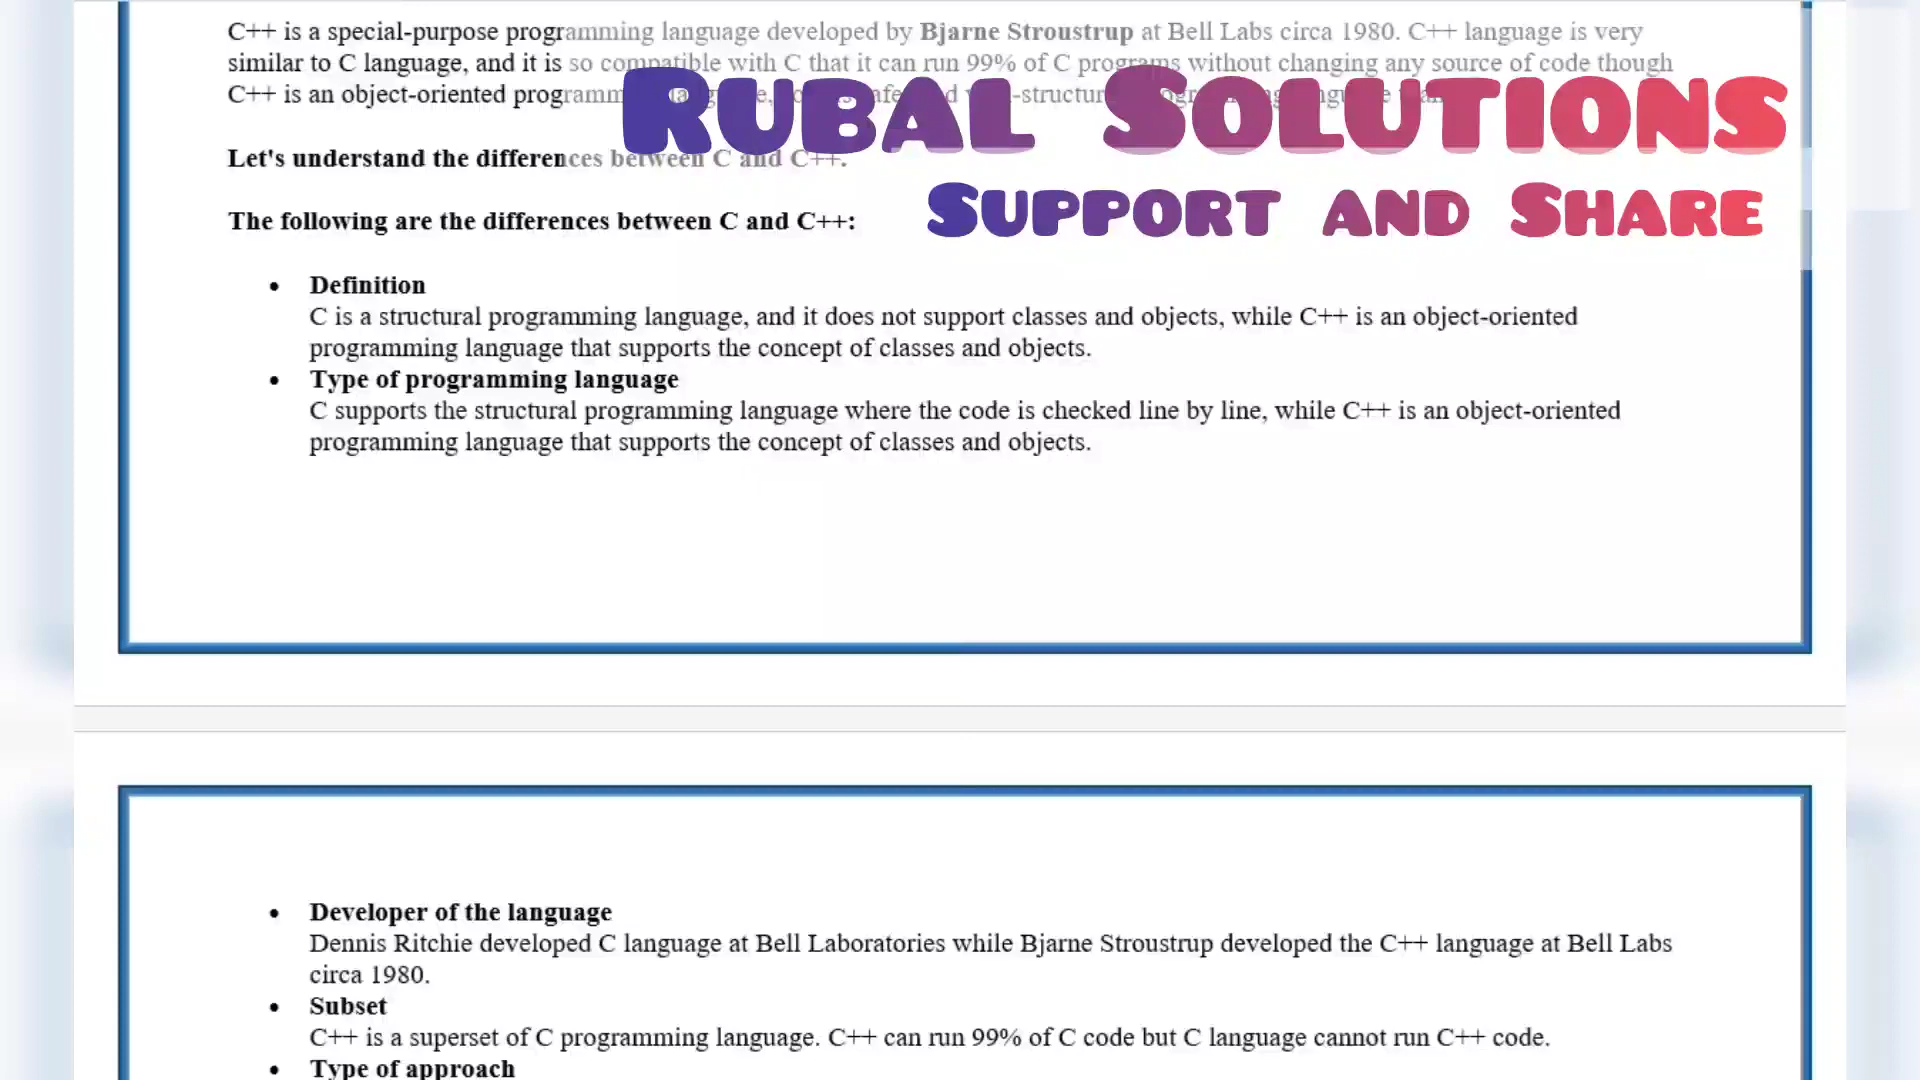 C++ is a special-purpose programming language developed by Bjarne Stroustrup at Bell Labs circa 1980. C++ language is very
similar to C language, and it is so compatible with C that it can run 99% of C programs without changing any source of code though
C++ is an object-oriented
RUBAL SOLUTIONS
Let's understand the differences between C and C++.
SUPPORT AND SHARE
The following are the differences between C and C++:
• Definition
C is a structural programming language, and it does not support classes and objects, while C++ is an object-oriented
programming language that supports the concept of classes and objects.
• Type of programming language
C supports the structural programming language where the code is checked line by line, while C++ is an object-oriented
programming language that supports the concept of classes and objects.
• Developer of the language
Dennis Ritchie developed C language at Bell Laboratories while Bjarne Stroustrup developed the C++ language at Bell Labs
circa 1980.
• Subset
C++ is a superset of C programming language. C++ can run 99% of C code but C language cannot run C++ code.
• Type of approach